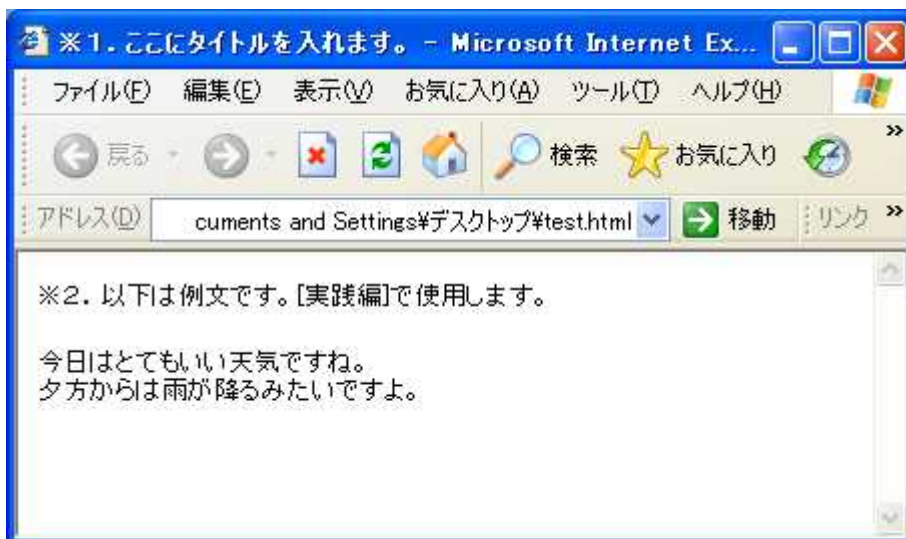 ※1. ここにタイトルを入れます。 - Microsoft Internet Ex...
ファイル(F) 編集(E) 表示(V) お気に入り(A) ツール(T) ヘルプ(H)
戻る 検索 お気に入り »
アドレス(D) cuments and Settings¥デスクトップ¥test.html 移動 リンク »
※2. 以下は例文です。[実践編]で使用します。
今日はとてもいい天気ですね。
夕方からは雨が降るみたいですよ。